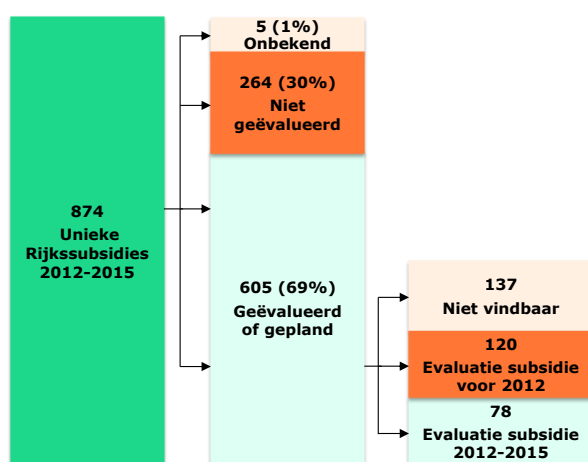 874
Unieke
Rijkssubsidies
2012-2015
5 (1%)
Onbekend
264 (30%)
Niet
geëvalueerd
605 (69%)
Geëvalueerd
of gepland
137
Niet vindbaar
120
Evaluatie subsidie
voor 2012
78
Evaluatie subsidie
2012-2015